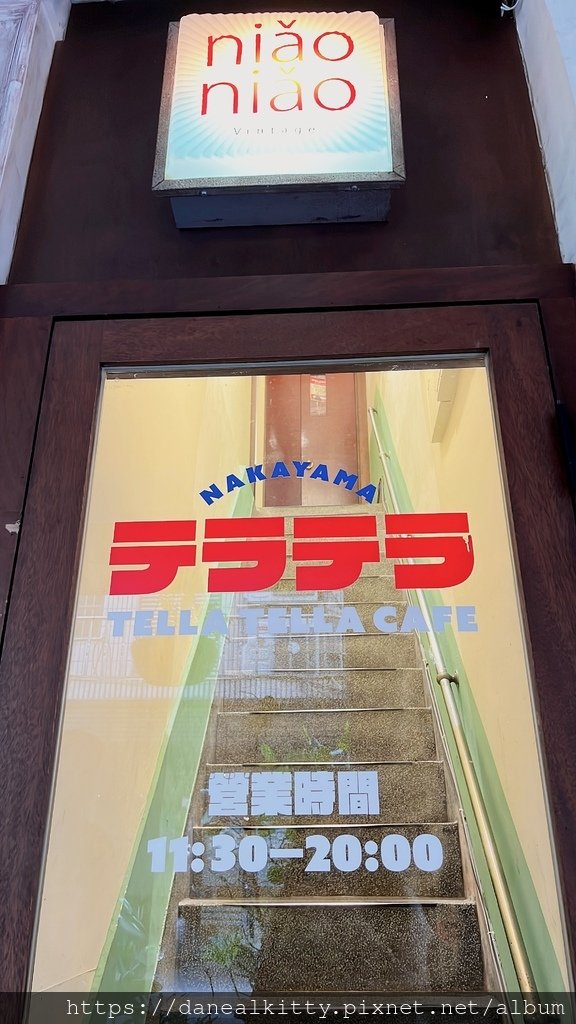 niǎo
niǎo
Vintage
NAKAYAMA
テラテラ
TELLA TELLA CAFE
營業時間
11:30-20:00
https://danealkitty.pixnet.net/album